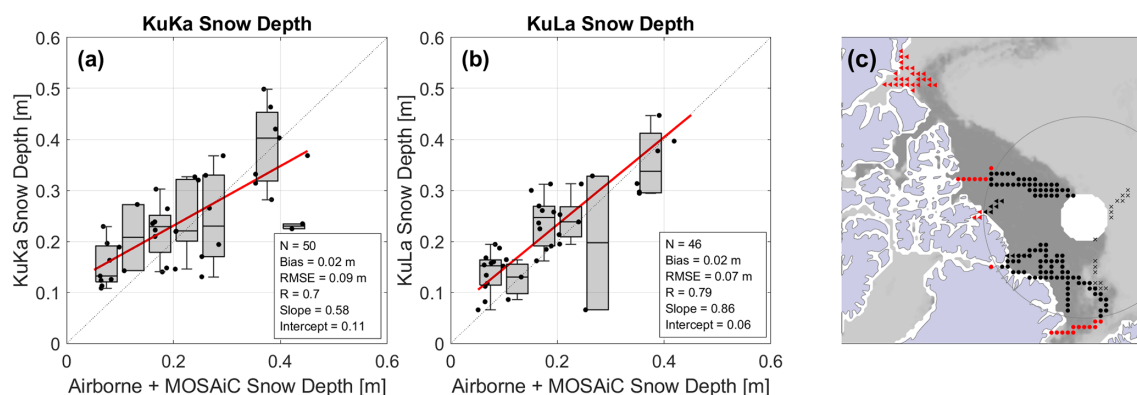 KuKa Snow Depth
(a)
KuKa Snow Depth [m]
0.6
0.5
0.4
0.3
0.2
0.1
0
0
0.2
0.4
0.6
N = 50
Bias = 0.02 m
RMSE = 0.09 m
R = 0.7
Slope = 0.58
Intercept = 0.11
Airborne + MOSAiC Snow Depth [m]
KuLa Snow Depth
(b)
KuLa Snow Depth [m]
0.6
0.5
0.4
0.3
0.2
0.1
0
0
0.2
0.4
0.6
N = 46
Bias = 0.02 m
RMSE = 0.07 m
R = 0.79
Slope = 0.86
Intercept = 0.06
Airborne + MOSAiC Snow Depth [m]
(c)